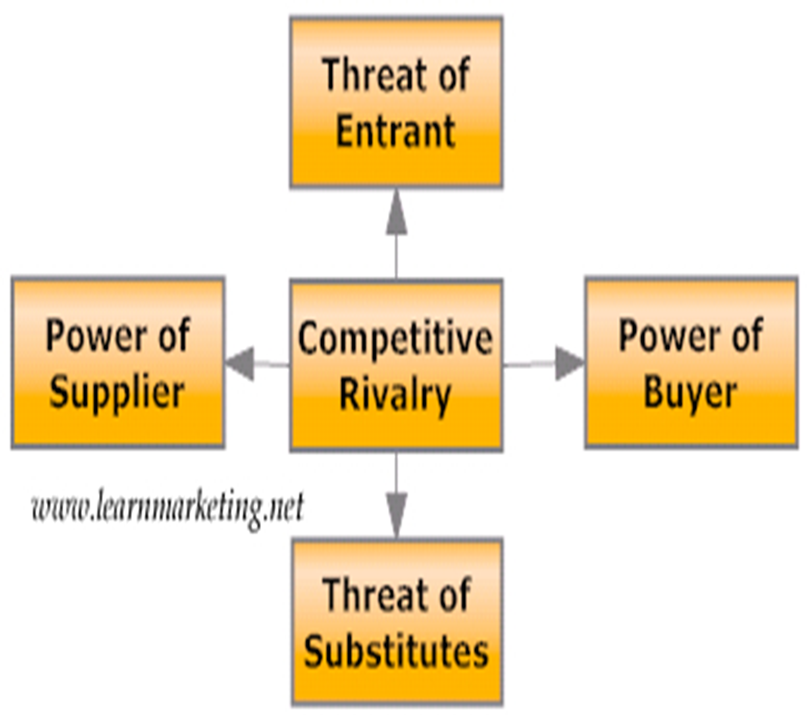 Threat of
Entrant
Power of
Supplier
Competitive
Rivalry
Power of
Buyer
www.learnmarketing.net
Threat of
Substitutes